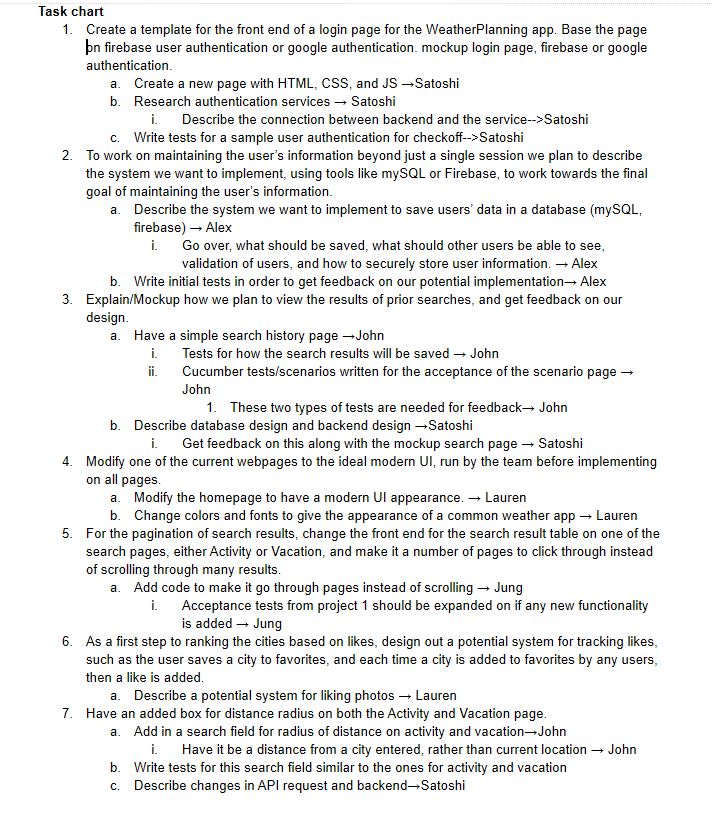 Task chart
1. Create a template for the front end of a login page for the WeatherPlanning app. Base the page
on firebase user authentication or google authentication. mockup login page, firebase or google
authentication.
a. Create a new page with HTML, CSS, and JS →Satoshi
b. Research authentication services → Satoshi
i. Describe the connection between backend and the service-->Satoshi
c. Write tests for a sample user authentication for checkoff-->Satoshi
2. To work on maintaining the user's information beyond just a single session we plan to describe
the system we want to implement, using tools like mySQL or Firebase, to work towards the final
goal of maintaining the user's information.
a. Describe the system we want to implement to save users' data in a database (mySQL,
firebase) → Alex
i. Go over, what should be saved, what should other users be able to see,
validation of users, and how to securely store user information. → Alex
b. Write initial tests in order to get feedback on our potential implementation→ Alex
3. Explain/Mockup how we plan to view the results of prior searches, and get feedback on our
design.
a. Have a simple search history page →John
i. Tests for how the search results will be saved → John
ii. Cucumber tests/scenarios written for the acceptance of the scenario page →
John
1. These two types of tests are needed for feedback→ John
b. Describe database design and backend design →Satoshi
i. Get feedback on this along with the mockup search page → Satoshi
4. Modify one of the current webpages to the ideal modern UI, run by the team before implementing
on all pages.
a. Modify the homepage to have a modern UI appearance. → Lauren
b. Change colors and fonts to give the appearance of a common weather app → Lauren
5. For the pagination of search results, change the front end for the search result table on one of the
search pages, either Activity or Vacation, and make it a number of pages to click through instead
of scrolling through many results.
a. Add code to make it go through pages instead of scrolling → Jung
i. Acceptance tests from project 1 should be expanded on if any new functionality
is added → Jung
6. As a first step to ranking the cities based on likes, design out a potential system for tracking likes,
such as the user saves a city to favorites, and each time a city is added to favorites by any users,
then a like is added.
a. Describe a potential system for liking photos → Lauren
7. Have an added box for distance radius on both the Activity and Vacation page.
a. Add in a search field for radius of distance on activity and vacation→John
i. Have it be a distance from a city entered, rather than current location → John
b. Write tests for this search field similar to the ones for activity and vacation
c. Describe changes in API request and backend→Satoshi